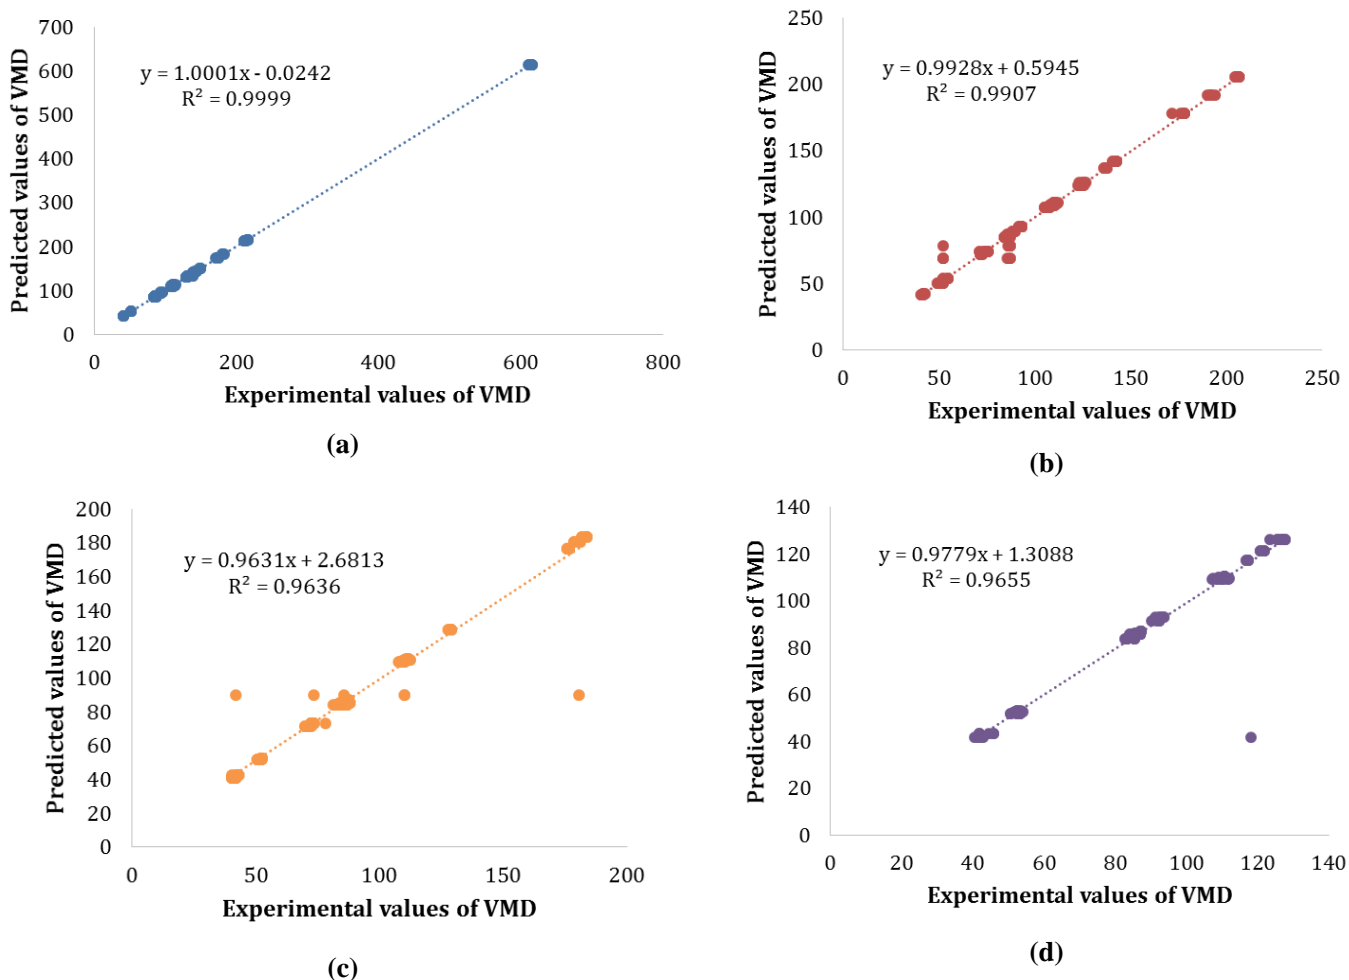 Predicted values of VMD
700
600
500
400
300
200
100
0
y = 1.0001x - 0.0242
R² = 0.9999
0 200 400 600 800
Experimental values of VMD
(a)
Predicted values of VMD
250
200
150
100
50
0
y = 0.9928x + 0.5945
R² = 0.9907
0 50 100 150 200 250
Experimental values of VMD
(b)
Predicted values of VMD
200
180
160
140
120
100
80
60
40
20
0
y = 0.9631x + 2.6813
R² = 0.9636
0 50 100 150 200
Experimental values of VMD
(c)
Predicted values of VMD
140
120
100
80
60
40
20
0
y = 0.9779x + 1.3088
R² = 0.9655
0 20 40 60 80 100 120 140
Experimental values of VMD
(d)